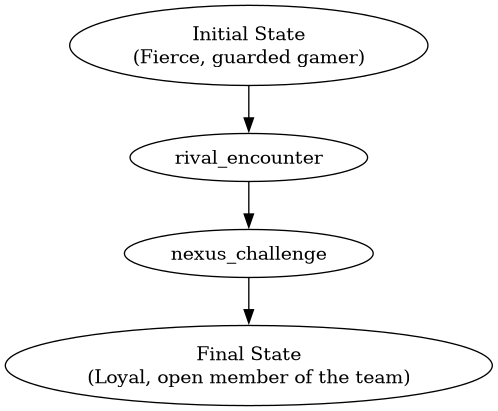 Initial State
(Fierce, guarded gamer)
rival_encounter
nexus_challenge
Final State
(Loyal, open member of the team)